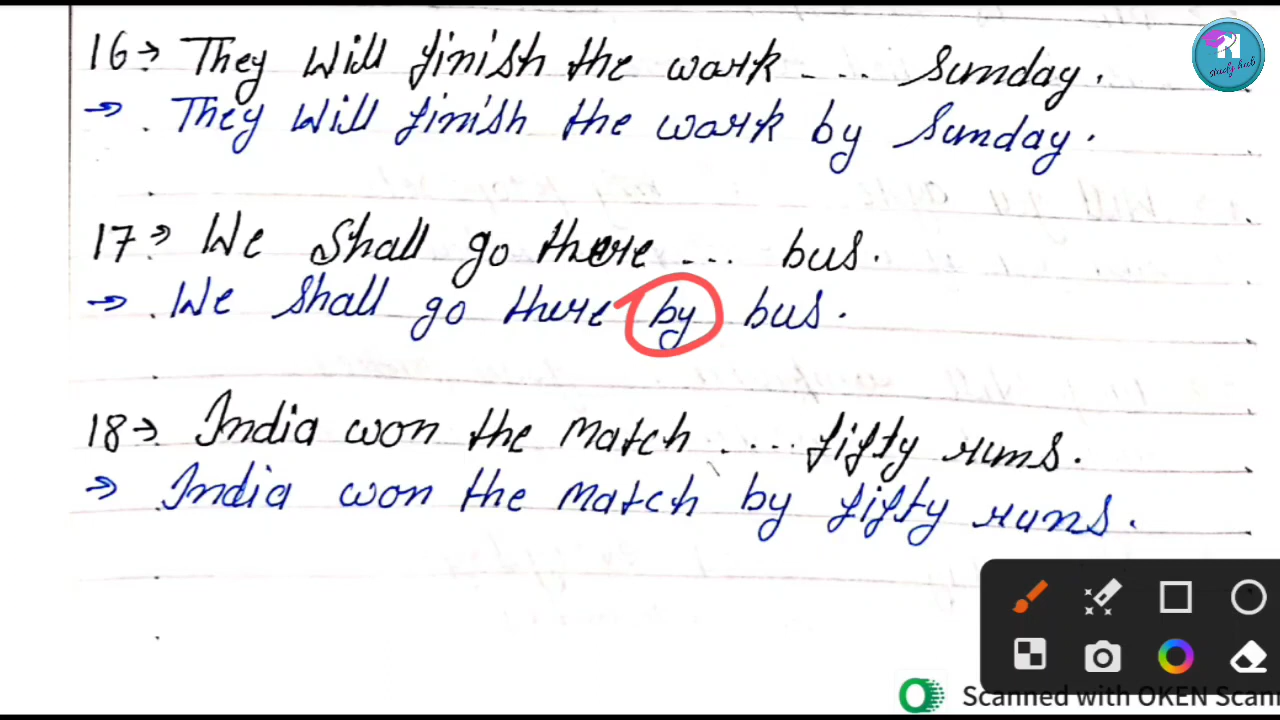 16→ They will finish the work ... Sunday.
→ They will finish the work by Sunday.
17→ We shall go there ... bus.
→ We shall go there by bus.
18→ India won the match .... fifty runs.
→ India won the match by fifty runs.
study hub
Scanned with OKEN Scan